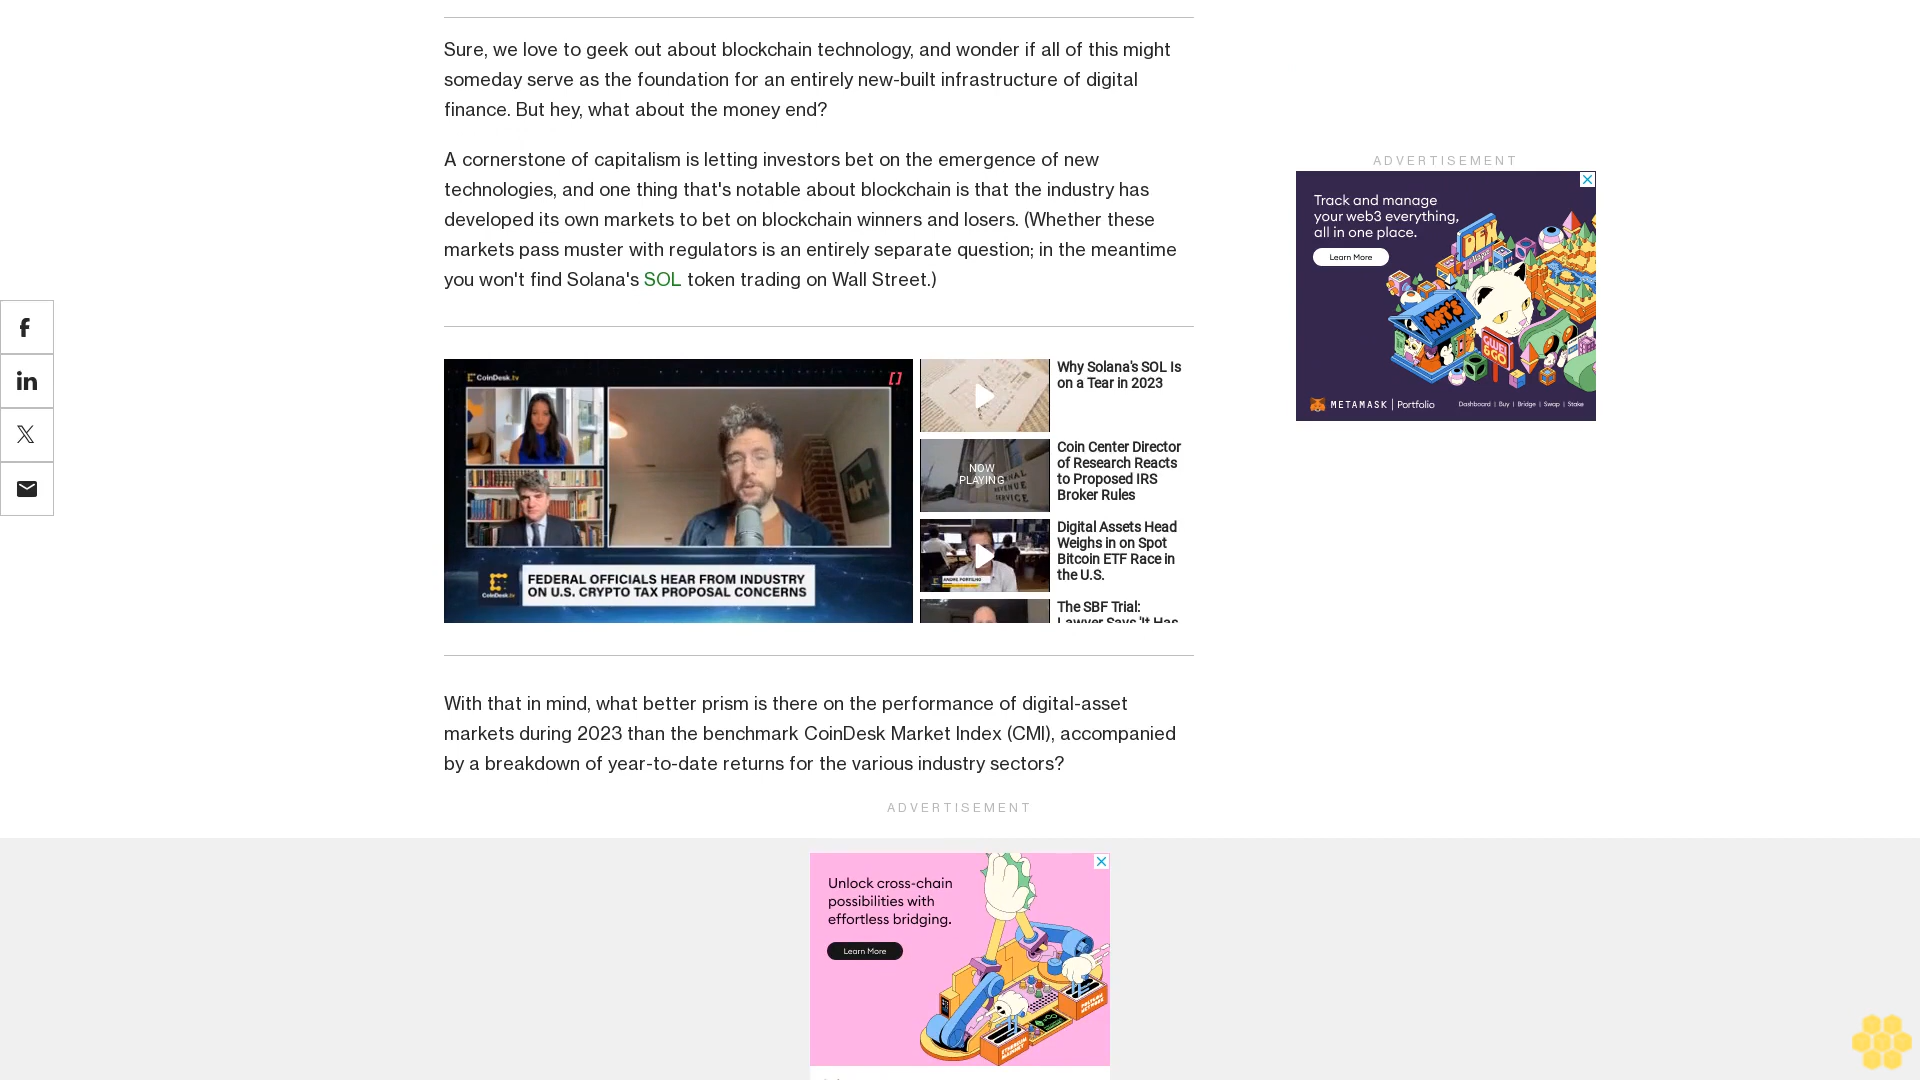 Sure, we love to geek out about blockchain technology, and wonder if all of this might
someday serve as the foundation for an entirely new-built infrastructure of digital
finance. But hey, what about the money end?
A cornerstone of capitalism is letting investors bet on the emergence of new
technologies, and one thing that's notable about blockchain is that the industry has
developed its own markets to bet on blockchain winners and losers. (Whether these
markets pass muster with regulators is an entirely separate question; in the meantime
you won't find Solana's SOL token trading on Wall Street.)
ADVERTISEMENT
Track and manage
your web3 everything,
all in one place.
Learn More
DEX
NFT'S
METAMASK | Portfolio
Dashboard | Buy | Bridge | Swap | Stake
CoinDesk.tv
FEDERAL OFFICIALS HEAR FROM INDUSTRY
ON U.S. CRYPTO TAX PROPOSAL CONCERNS
CoinDesk.tv
Why Solana's SOL Is
on a Tear in 2023
NOW
PLAYING
REVENUE
SERVICE
Coin Center Director
of Research Reacts
to Proposed IRS
Broker Rules
Digital Assets Head
Weighs in on Spot
Bitcoin ETF Race in
the U.S.
The SBF Trial:
Lawyer Says 'It Has
With that in mind, what better prism is there on the performance of digital-asset
markets during 2023 than the benchmark CoinDesk Market Index (CMI), accompanied
by a breakdown of year-to-date returns for the various industry sectors?
ADVERTISEMENT
Unlock cross-chain
possibilities with
effortless bridging.
Learn More